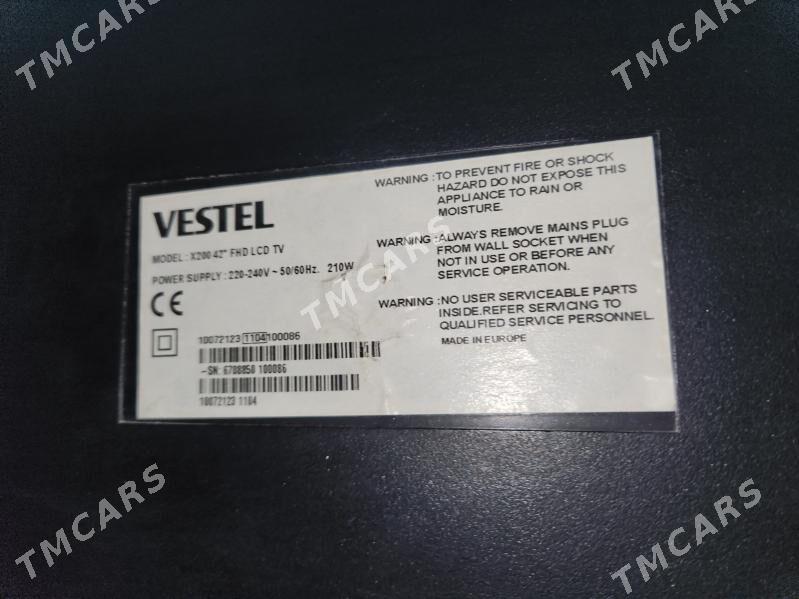 TMCARS
TMCARS
VESTEL
MODEL : X200 42" FHD LCD TV
POWER SUPPLY : 220-240V ~ 50/60Hz. 210W
CE
10072123 1104 100086
-SN: 6708850 100086
10072123 1104
WARNING : TO PREVENT FIRE OR SHOCK
HAZARD DO NOT EXPOSE THIS
APPLIANCE TO RAIN OR
MOISTURE.
WARNING : ALWAYS REMOVE MAINS PLUG
FROM WALL SOCKET WHEN
NOT IN USE OR BEFORE ANY
SERVICE OPERATION.
WARNING : NO USER SERVICEABLE PARTS
INSIDE.REFER SERVICING TO
QUALIFIED SERVICE PERSONNEL.
MADE IN EUROPE
TMCARS
TMCARS
TMCARS